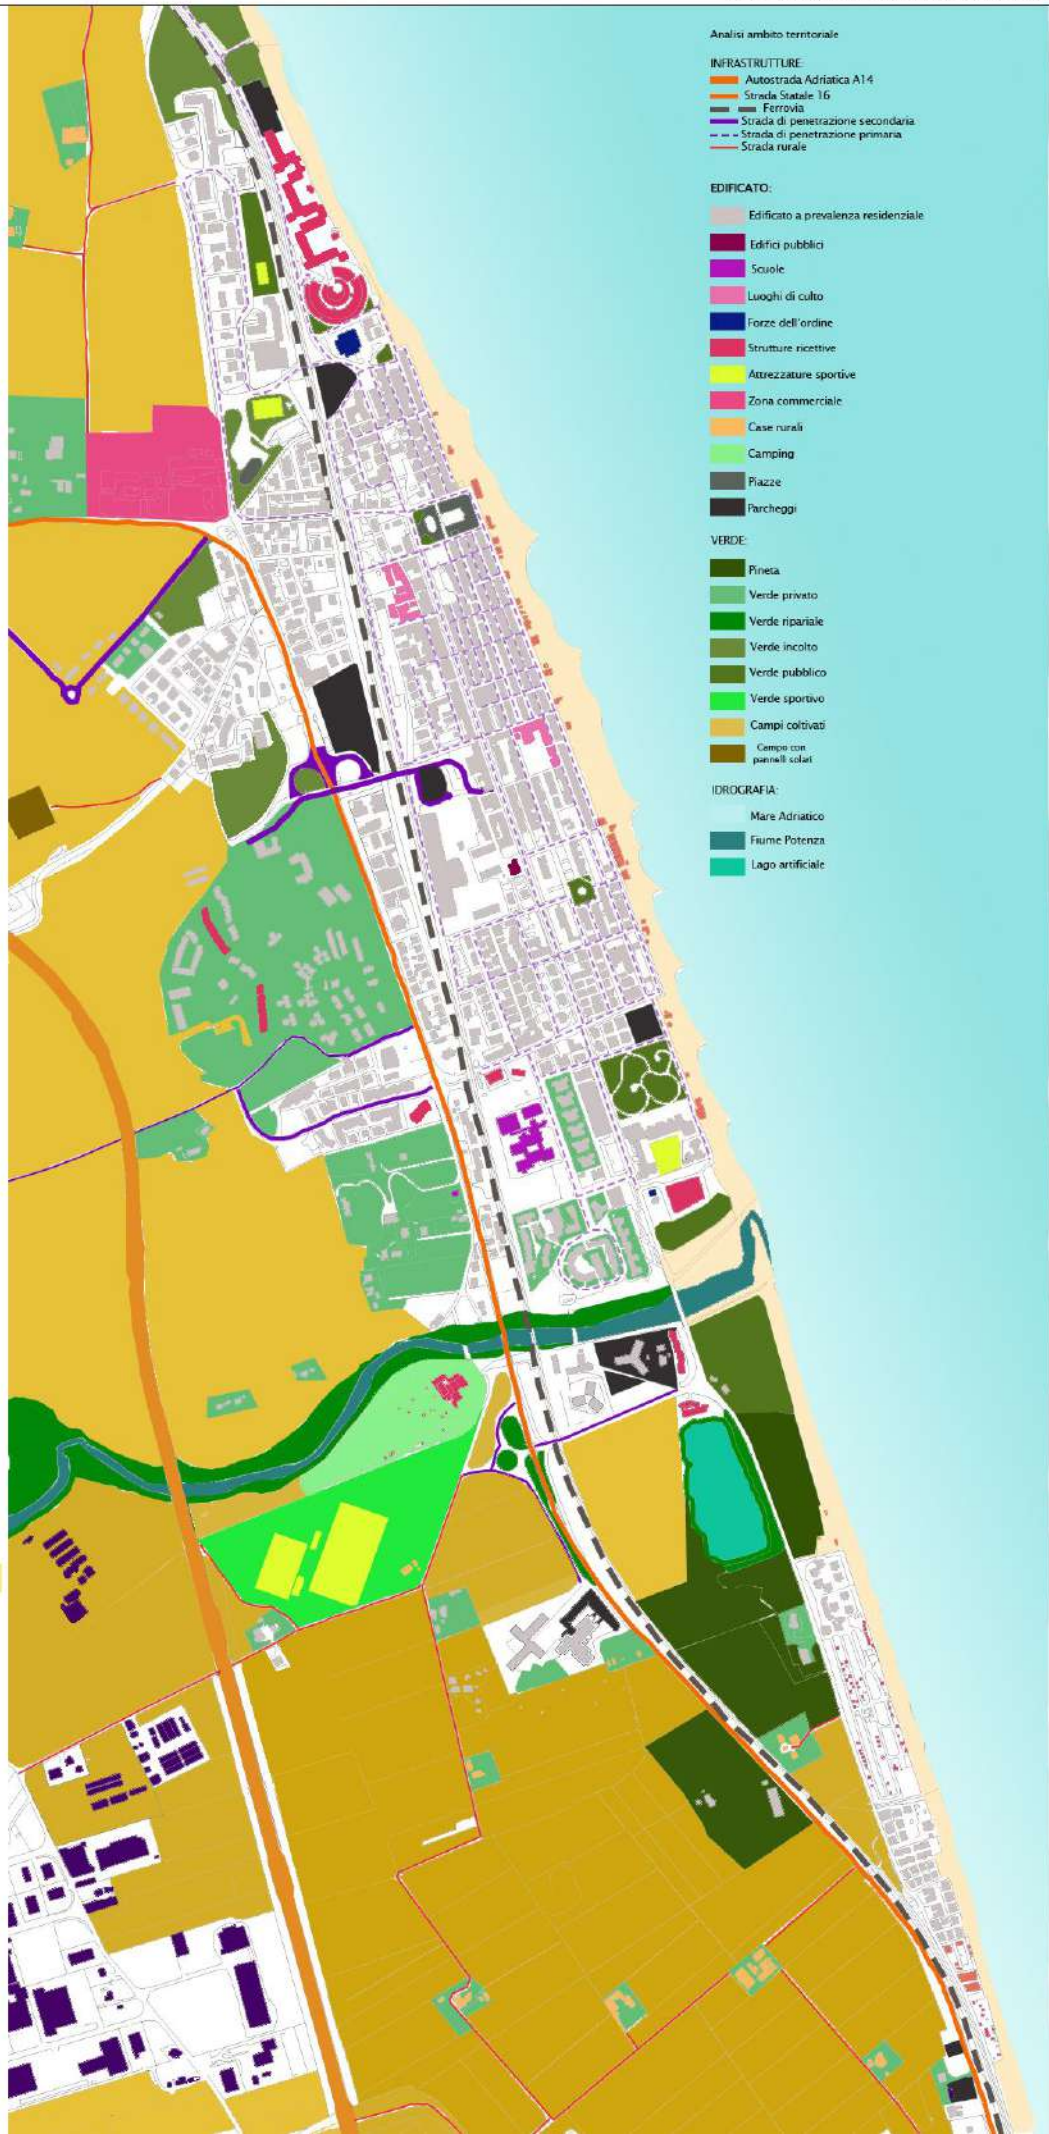 Analisi ambito territoriale
INFRASTRUTTURE:
Autostrada Adriatica A14
Strada Statale 16
Ferrovia
Strada di penetrazione secondaria
Strada di penetrazione primaria
Strada rurale
EDIFICATO:
Edificato a prevalenza residenziale
Edifici pubblici
Scuole
Luoghi di culto
Forze dell'ordine
Strutture ricettive
Attrezzature sportive
Zona commerciale
Case rurali
Camping
Piazze
Parcheggi
VERDE:
Pineta
Verde privato
Verde ripariale
Verde incolto
Verde pubblico
Verde sportivo
Campi coltivati
Campo con
pannelli solari
IDROGRAFIA:
Mare Adriatico
Fiume Potenza
Lago artificiale